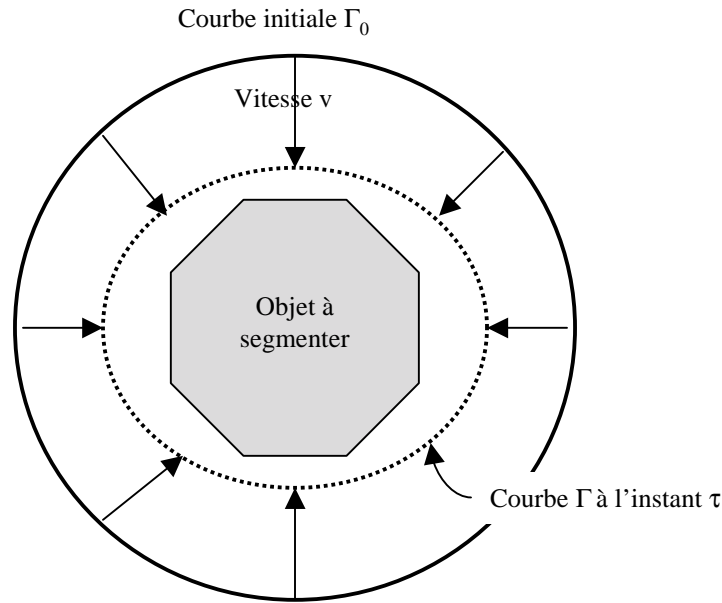 Courbe initiale Γ₀
Vitesse v
Objet à
segmenter
Courbe Γ à l'instant τ